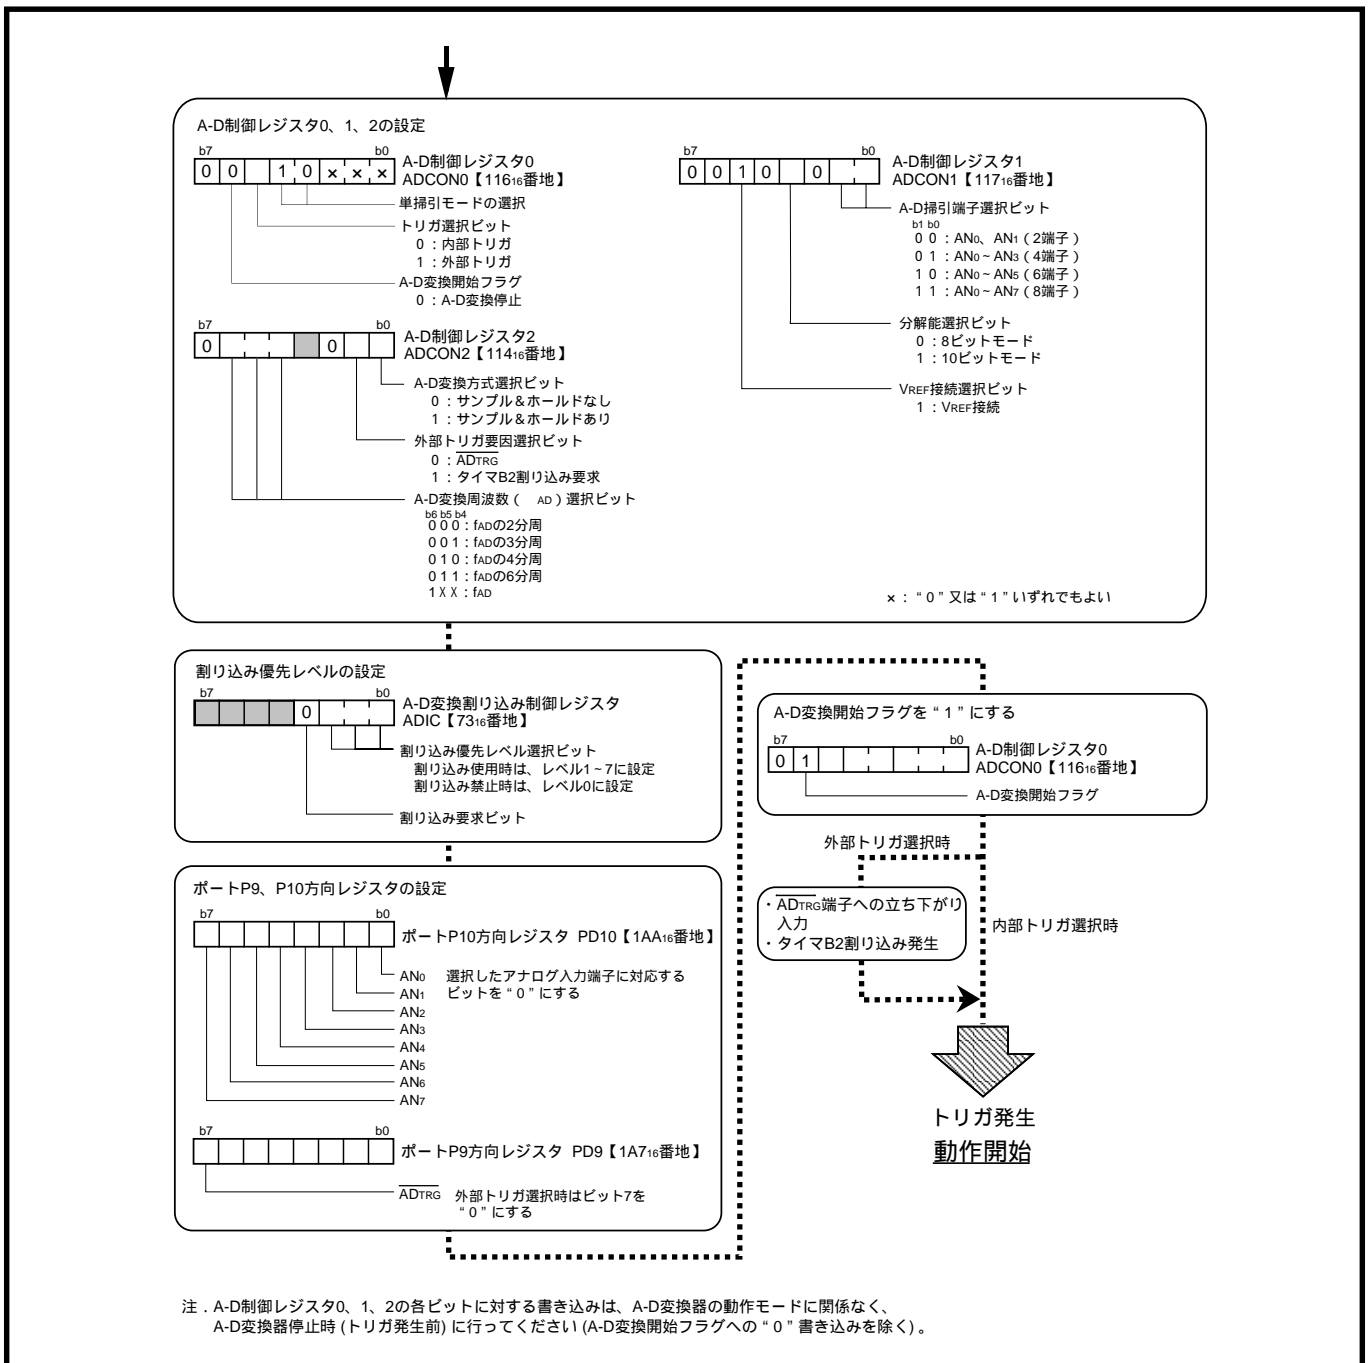 A-D制御レジスタ0、1、2の設定
b7 b0
0 0 1 0 × × ×
A-D制御レジスタ0
ADCON0【116₁₆番地】
単掃引モードの選択
トリガ選択ビット
0：内部トリガ
1：外部トリガ
A-D変換開始フラグ
0：A-D変換停止
b7 b0
0 0
A-D制御レジスタ2
ADCON2【114₁₆番地】
A-D変換方式選択ビット
0：サンプル＆ホールドなし
1：サンプル＆ホールドあり
外部トリガ要因選択ビット
0：ADTRG
1：タイマB2割り込み要求
A-D変換周波数（ AD）選択ビット
b6 b5 b4
0 0 0：fADの2分周
0 0 1：fADの3分周
0 1 0：fADの4分周
0 1 1：fADの6分周
1 X X：fAD
b7 b0
0 0 1 0 0
A-D制御レジスタ1
ADCON1【117₁₆番地】
A-D掃引端子選択ビット
b1 b0
0 0：AN₀、AN₁（2端子）
0 1：AN₀～AN₃（4端子）
1 0：AN₀～AN₅（6端子）
1 1：AN₀～AN₇（8端子）
分解能選択ビット
0：8ビットモード
1：10ビットモード
VREF接続選択ビット
1：VREF接続
×：“0”又は“1”いずれでもよい
割り込み優先レベルの設定
b7 b0
0
A-D変換割り込み制御レジスタ
ADIC【73₁₆番地】
割り込み優先レベル選択ビット
割り込み使用時は、レベル1～7に設定
割り込み禁止時は、レベル0に設定
割り込み要求ビット
ポートP9、P10方向レジスタの設定
b7 b0
ポートP10方向レジスタ PD10【1AA₁₆番地】
AN₀ 選択したアナログ入力端子に対応する
AN₁ ビットを“0”にする
AN₂
AN₃
AN₄
AN₅
AN₆
AN₇
b7 b0
ポートP9方向レジスタ PD9【1A7₁₆番地】
ADTRG 外部トリガ選択時はビット7を
“0”にする
A-D変換開始フラグを“1”にする
b7 b0
0 1
A-D制御レジスタ0
ADCON0【116₁₆番地】
A-D変換開始フラグ
外部トリガ選択時
・ADTRG端子への立ち下がり
入力
・タイマB2割り込み発生
内部トリガ選択時
トリガ発生
動作開始
注．A-D制御レジスタ0、1、2の各ビットに対する書き込みは、A-D変換器の動作モードに関係なく、
A-D変換器停止時 (トリガ発生前) に行ってください (A-D変換開始フラグへの“0”書き込みを除く) 。